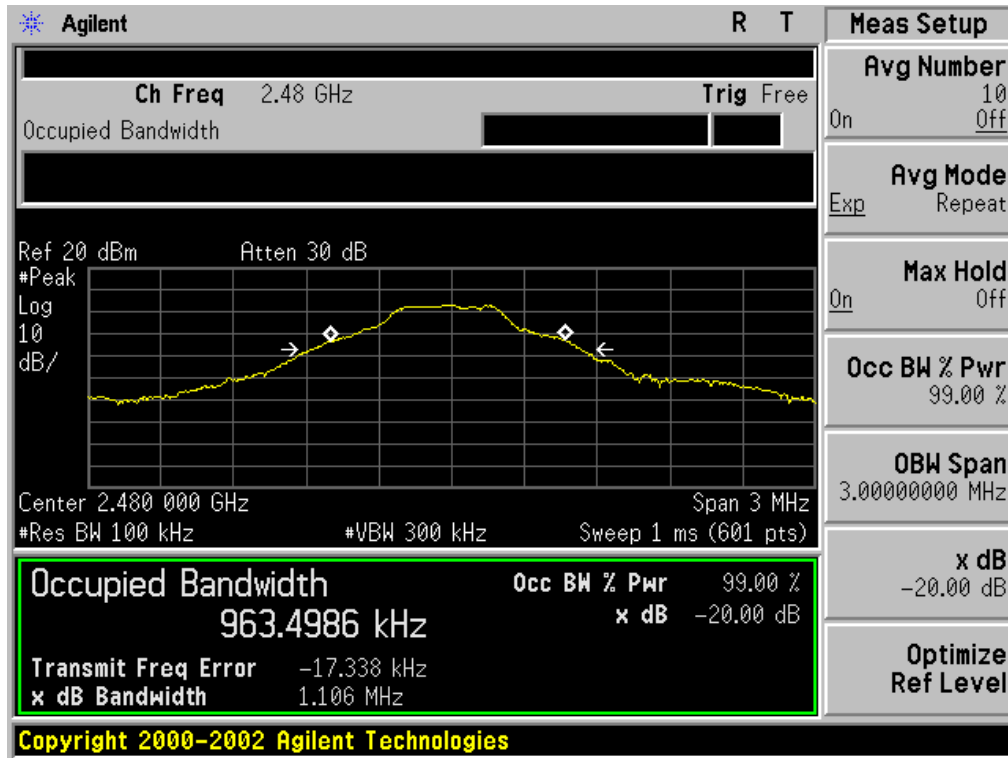 Agilent R T
Ch Freq 2.48 GHz Trig Free
Occupied Bandwidth
Ref 20 dBm Atten 30 dB
#Peak
Log
10
dB/
Center 2.480 000 GHz Span 3 MHz
#Res BW 100 kHz #VBW 300 kHz Sweep 1 ms (601 pts)
Occupied Bandwidth
963.4986 kHz
Occ BW % Pwr 99.00 %
x dB -20.00 dB
Transmit Freq Error -17.338 kHz
x dB Bandwidth 1.106 MHz
Copyright 2000-2002 Agilent Technologies
Meas Setup
Avg Number
10
On Off
Avg Mode
Exp Repeat
Max Hold
On Off
Occ BW % Pwr
99.00 %
OBW Span
3.00000000 MHz
x dB
-20.00 dB
Optimize
Ref Level